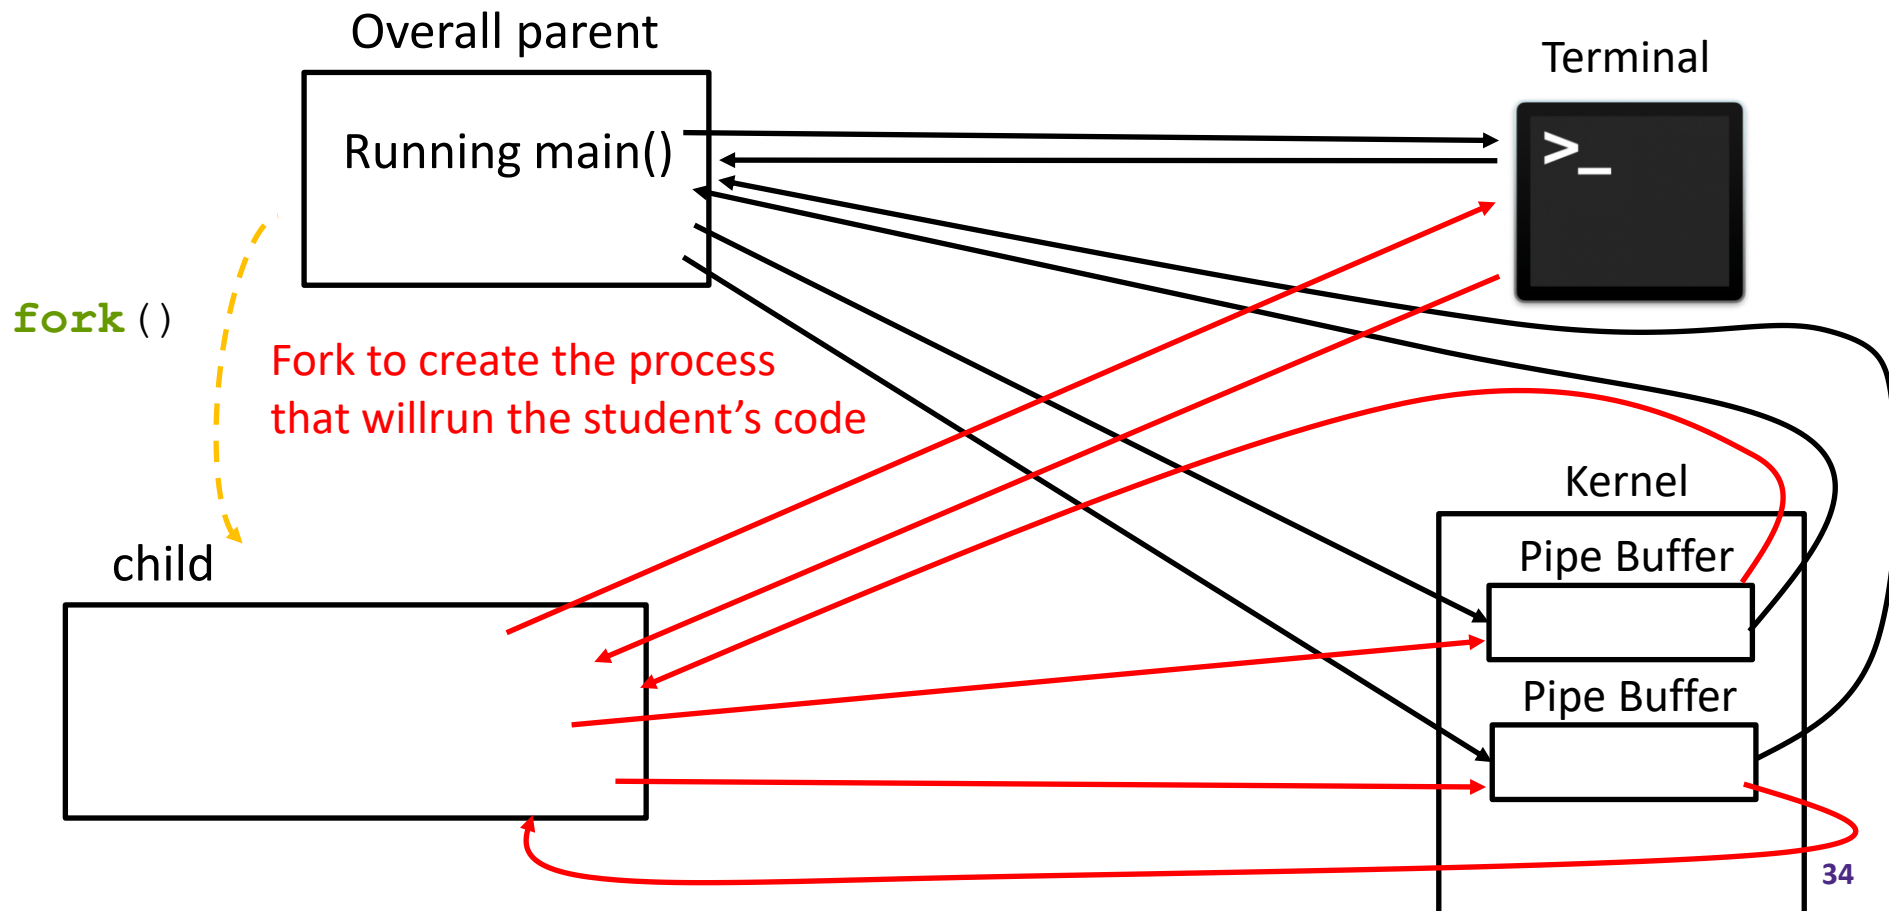 Overall parent
Terminal
Running main()
>_
fork()
Fork to create the process
that willrun the student’s code
Kernel
child
Pipe Buffer
Pipe Buffer
34